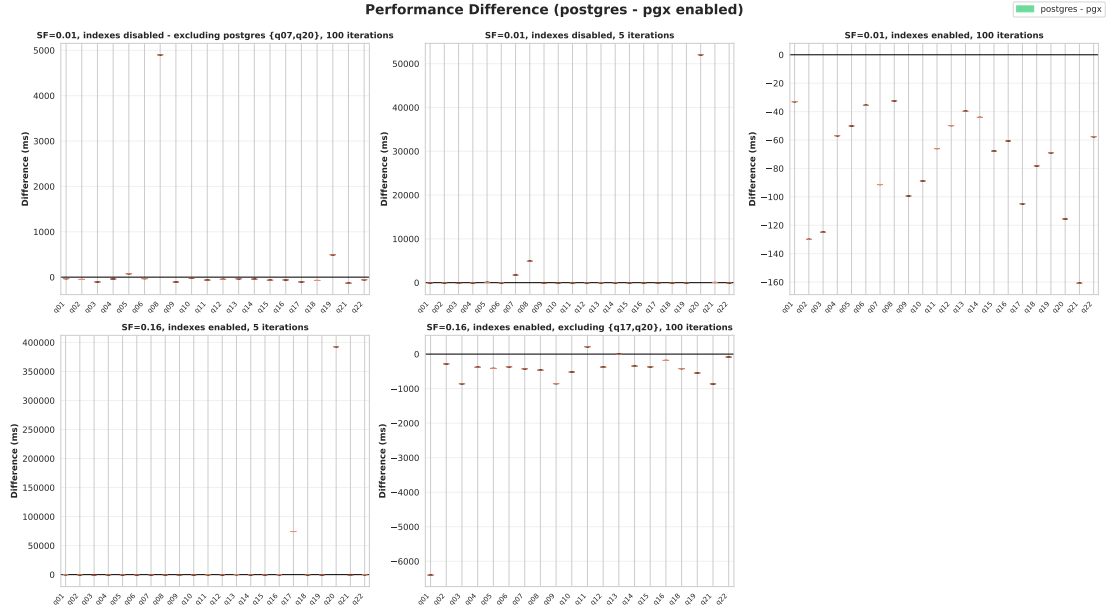 Performance Difference (postgres - pgx enabled)
postgres - pgx
SF=0.01, indexes disabled - excluding postgres {q07,q20}, 100 iterations
Difference (ms)
5000
4000
3000
2000
1000
0
q01 q02 q03 q04 q05 q06 q08 q09 q10 q11 q12 q13 q14 q15 q16 q17 q18 q19 q21 q22
SF=0.01, indexes disabled, 5 iterations
Difference (ms)
50000
40000
30000
20000
10000
0
q01 q02 q03 q04 q05 q06 q07 q08 q09 q10 q11 q12 q13 q14 q15 q16 q17 q18 q19 q20 q21 q22
SF=0.01, indexes enabled, 100 iterations
Difference (ms)
0
−20
−40
−60
−80
−100
−120
−140
−160
q01 q02 q03 q04 q05 q06 q07 q08 q09 q10 q11 q12 q13 q14 q15 q16 q17 q18 q19 q20 q21 q22
SF=0.16, indexes enabled, 5 iterations
Difference (ms)
400000
350000
300000
250000
200000
150000
100000
50000
0
q01 q02 q03 q04 q05 q06 q07 q08 q09 q10 q11 q12 q13 q14 q15 q16 q17 q18 q19 q20 q21 q22
SF=0.16, indexes enabled, excluding {q17,q20}, 100 iterations
Difference (ms)
0
−1000
−2000
−3000
−4000
−5000
−6000
q01 q02 q03 q04 q05 q06 q07 q08 q09 q10 q11 q12 q13 q14 q15 q16 q18 q19 q21 q22